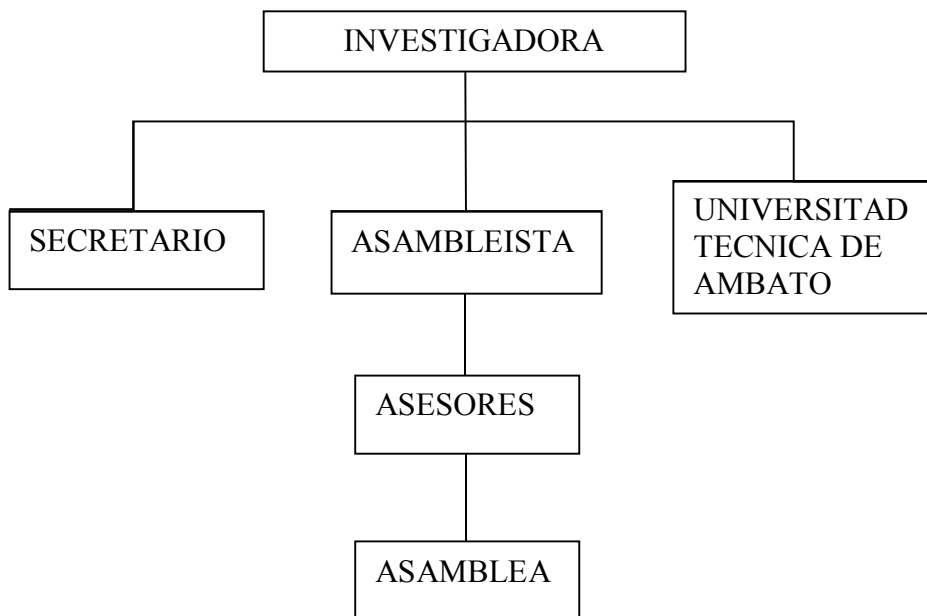 INVESTIGADORA
SECRETARIO
ASAMBLEISTA
UNIVERSITAD
TECNICA DE
AMBATO
ASESORES
ASAMBLEA